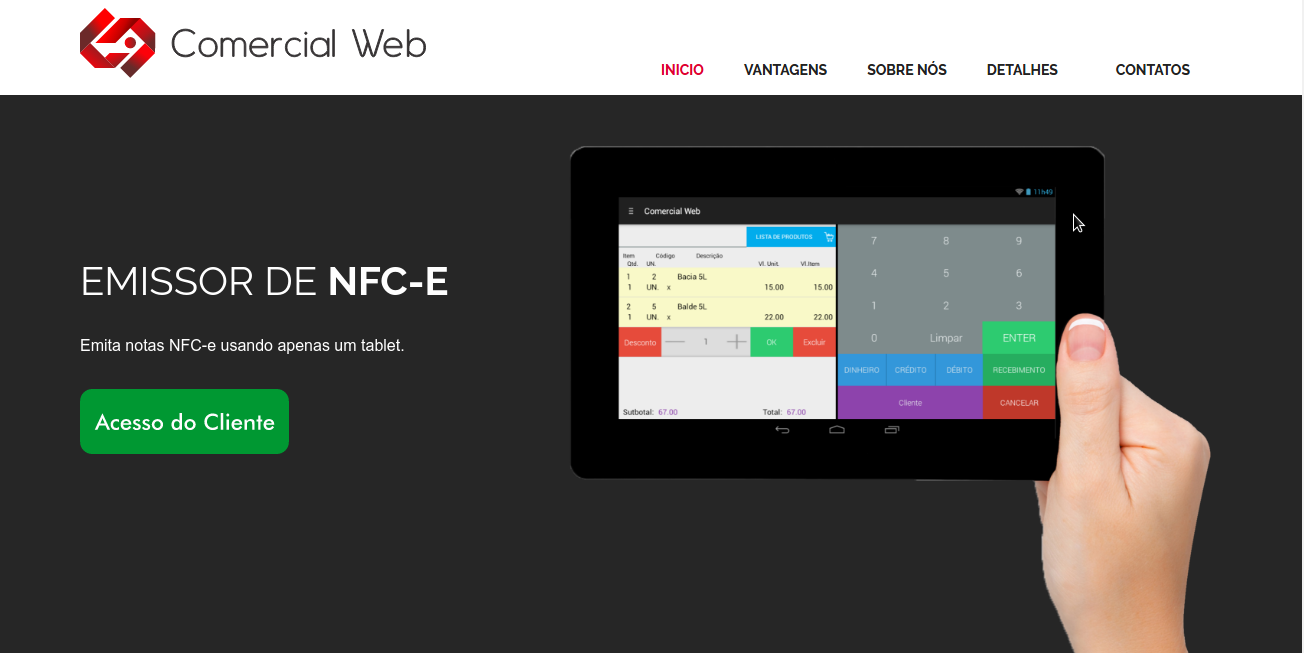 Comercial Web
INICIO VANTAGENS SOBRE NÓS DETALHES CONTATOS
EMISSOR DE NFC-E
Emita notas NFC-e usando apenas um tablet.
Acesso do Cliente
11h49
Comercial Web
LISTA DE PRODUTOS
Item Código Descrição
Qtd. UN. Vl. Unit. Vl.Item
1 2 Bacia 5L
1 UN. x 15.00 15.00
2 5 Balde 5L
1 UN. x 22.00 22.00
Desconto 1 OK Excluir
Subtotal: 67.00 Total: 67.00
7 8 9
4 5 6
1 2 3
0 Limpar ENTER
DINHEIRO CRÉDITO DÉBITO RECEBIMENTO
Cliente CANCELAR